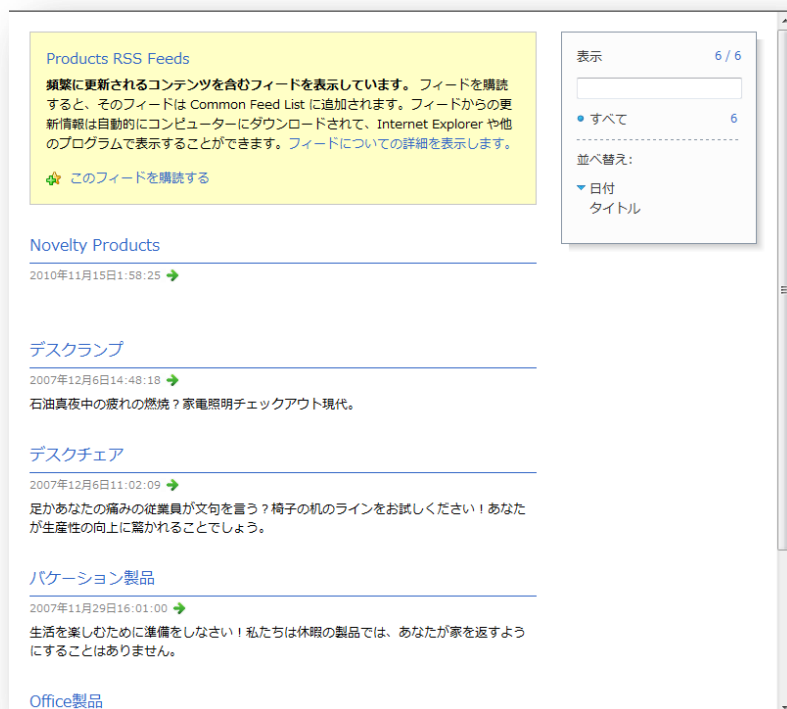 Products RSS Feeds
頻繁に更新されるコンテンツを含むフィードを表示しています。 フィードを購読
すると、そのフィードは Common Feed List に追加されます。フィードからの更
新情報は自動的にコンピューターにダウンロードされて、Internet Explorer や他
のプログラムで表示することができます。フィードについての詳細を表示します。
このフィードを購読する
Novelty Products
2010年11月15日1:58:25
デスクランプ
2007年12月6日14:48:18
石油真夜中の疲れの燃焼？家電照明チェックアウト現代。
デスクチェア
2007年12月6日11:02:09
足かあなたの痛みの従業員が文句を言う？椅子の机のラインをお試しください！あなた
が生産性の向上に驚かれることでしょう。
バケーション製品
2007年11月29日16:01:00
生活を楽しむために準備をしなさい！私たちは休暇の製品では、あなたが家を返すよう
にすることはありません。
Office製品
表示 6 / 6
すべて 6
並べ替え:
日付
タイトル